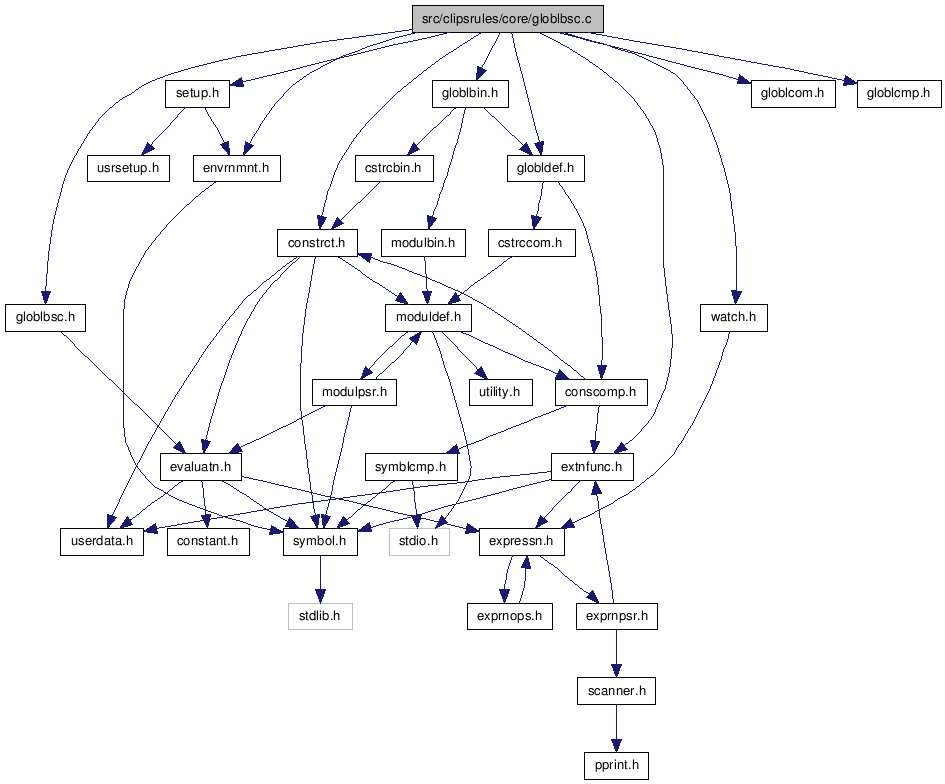 src/clipsrules/core/globlbsc.c
setup.h
globlbin.h
globlcom.h
globlcmp.h
usrsetup.h
envrnmnt.h
cstrcbin.h
globldef.h
constrct.h
modulbin.h
cstrccom.h
globlbsc.h
moduldef.h
watch.h
modulpsr.h
utility.h
conscomp.h
evaluatn.h
symblcmp.h
extnfunc.h
userdata.h
constant.h
symbol.h
stdio.h
expressn.h
stdlib.h
exprnops.h
exprnpsr.h
scanner.h
pprint.h